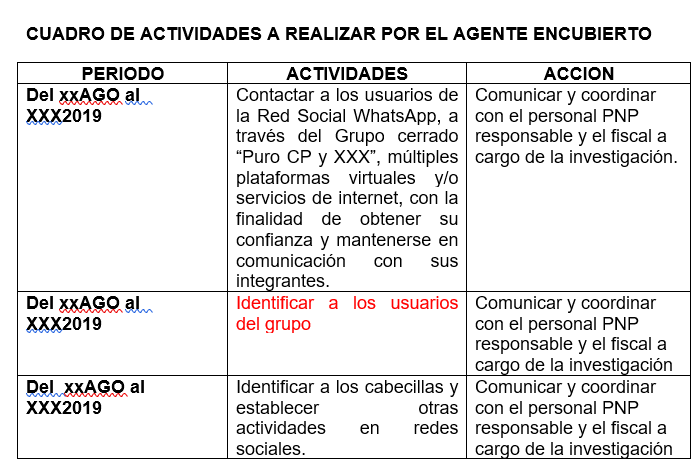 CUADRO DE ACTIVIDADES A REALIZAR POR EL AGENTE ENCUBIERTO
PERIODO ACTIVIDADES ACCION
Del xxAGO al
XXX2019
Contactar a los usuarios de
la Red Social WhatsApp, a
través del Grupo cerrado
“Puro CP y XXX”, múltiples
plataformas virtuales y/o
servicios de internet, con la
finalidad de obtener su
confianza y mantenerse en
comunicación con sus
integrantes.
Comunicar y coordinar
con el personal PNP
responsable y el fiscal a
cargo de la investigación.
Del xxAGO al
XXX2019
Identificar a los usuarios
del grupo
Comunicar y coordinar
con el personal PNP
responsable y el fiscal a
cargo de la investigación
Del xxAGO al
XXX2019
Identificar a los cabecillas y
establecer otras
actividades en redes
sociales.
Comunicar y coordinar
con el personal PNP
responsable y el fiscal a
cargo de la investigación